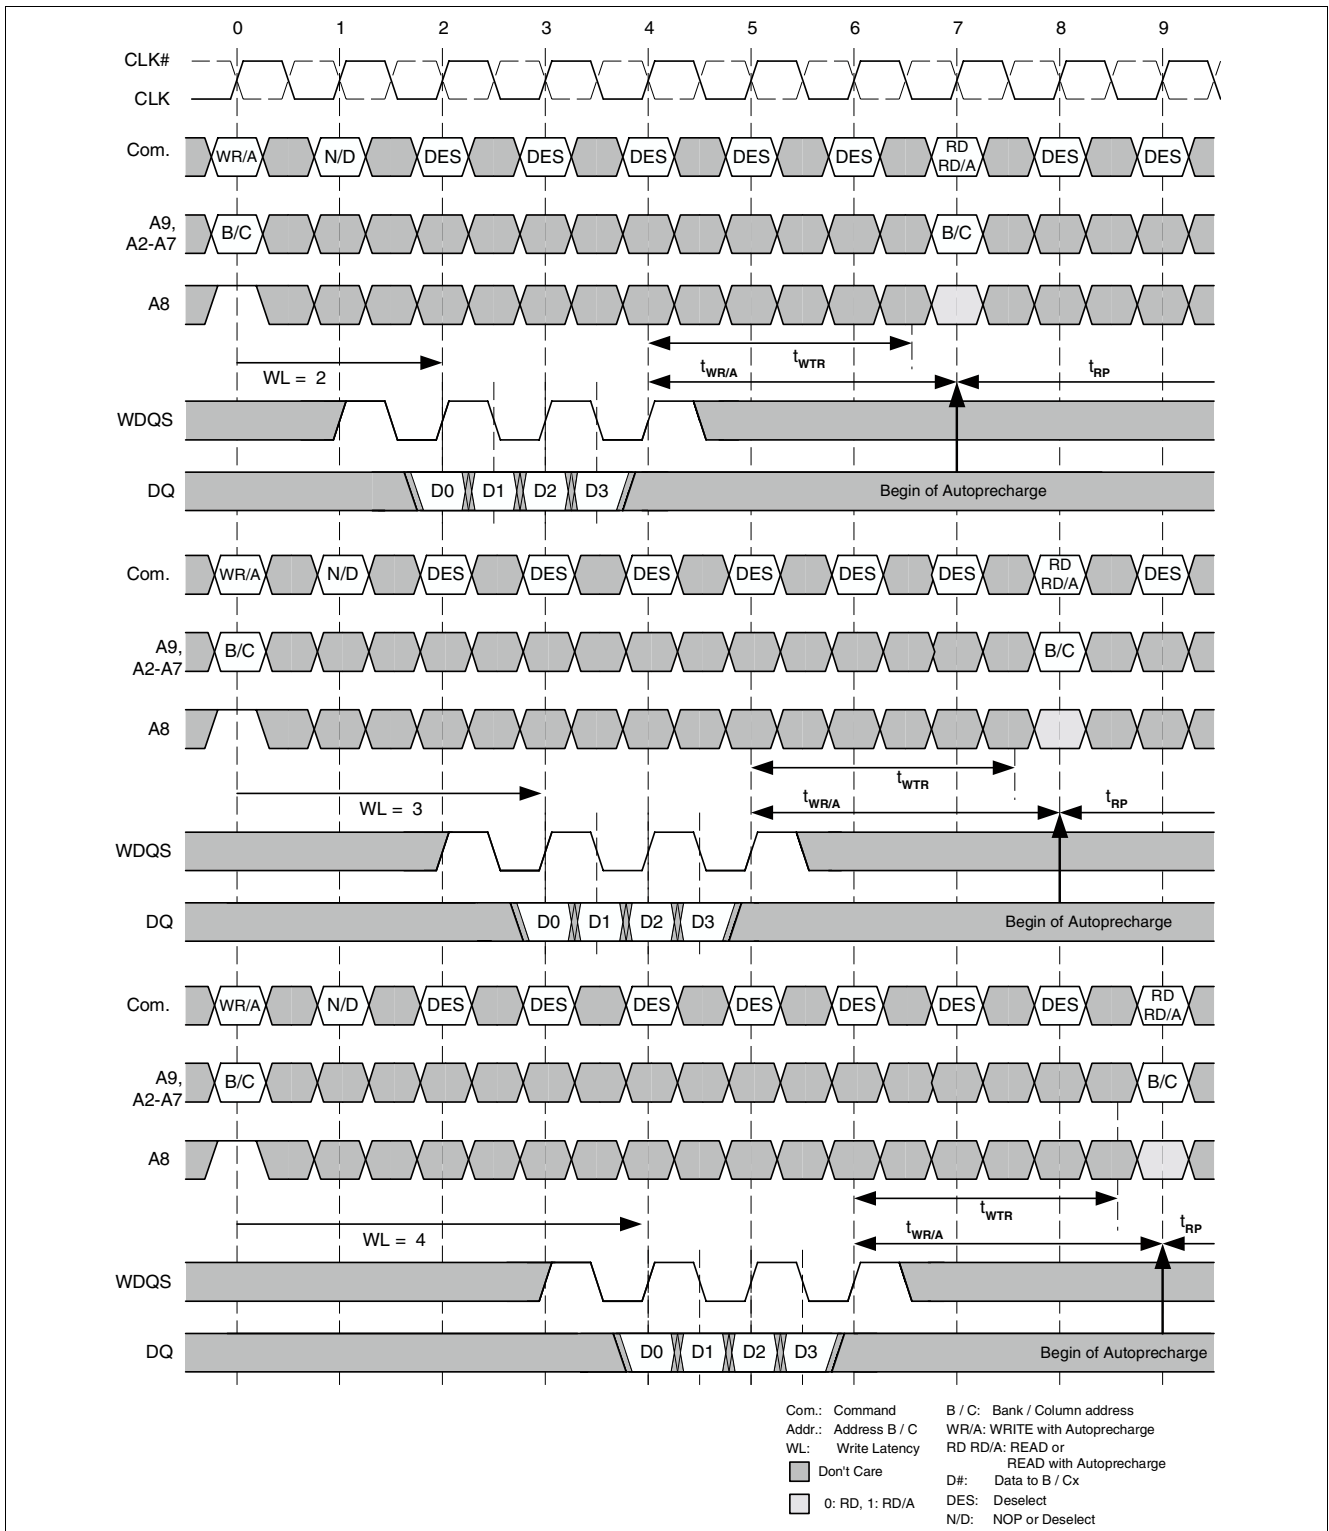 0 1 2 3 4 5 6 7 8 9
CLK#
CLK
Com. WR/A N/D DES DES DES DES DES RD RD/A DES DES
A9, A2-A7 B/C B/C
A8
tWTR
WL = 2 tWR/A tRP
WDQS
DQ D0 D1 D2 D3 Begin of Autoprecharge
Com. WR/A N/D DES DES DES DES DES DES RD RD/A DES
A9, A2-A7 B/C B/C
A8
tWTR
WL = 3 tWR/A tRP
WDQS
DQ D0 D1 D2 D3 Begin of Autoprecharge
Com. WR/A N/D DES DES DES DES DES DES DES RD RD/A
A9, A2-A7 B/C B/C
A8
tWTR
WL = 4 tWR/A tRP
WDQS
DQ D0 D1 D2 D3 Begin of Autoprecharge
Com.: Command
Addr.: Address B / C
WL: Write Latency
Don't Care
0: RD, 1: RD/A
B / C: Bank / Column address
WR/A: WRITE with Autoprecharge
RD RD/A: READ or
READ with Autoprecharge
D#: Data to B / Cx
DES: Deselect
N/D: NOP or Deselect